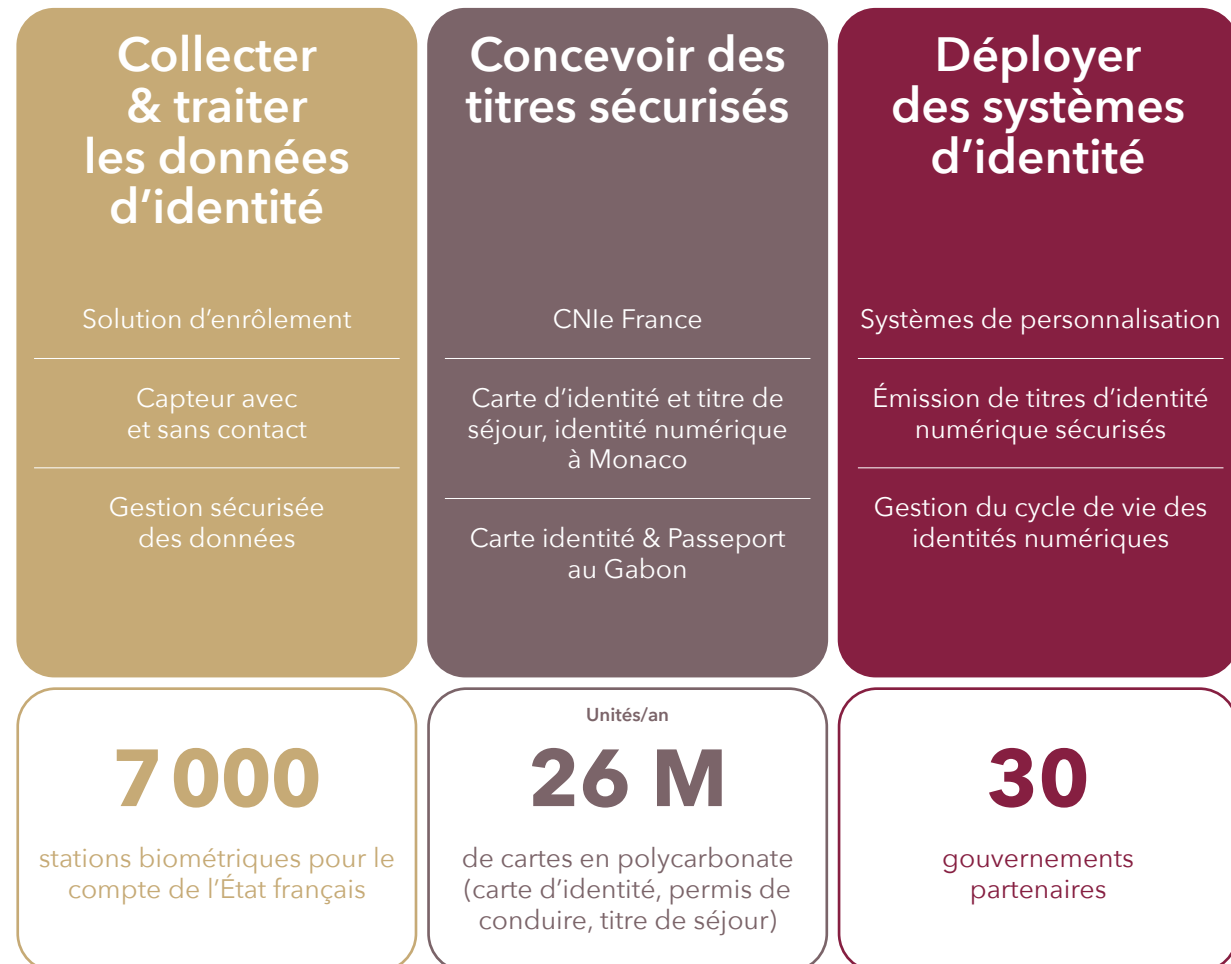 Collecter
& traiter
les données
d’identité
Solution d’enrôlement
Capteur avec
et sans contact
Gestion sécurisée
des données
7 000
stations biométriques pour le
compte de l’État français
Concevoir des
titres sécurisés
CNIe France
Carte d’identité et titre de
séjour, identité numérique
à Monaco
Carte identité & Passeport
au Gabon
Unités/an
26 M
de cartes en polycarbonate
(carte d’identité, permis de
conduire, titre de séjour)
Déployer
des systèmes
d’identité
Systèmes de personnalisation
Émission de titres d’identité
numérique sécurisés
Gestion du cycle de vie des
identités numériques
30
gouvernements
partenaires